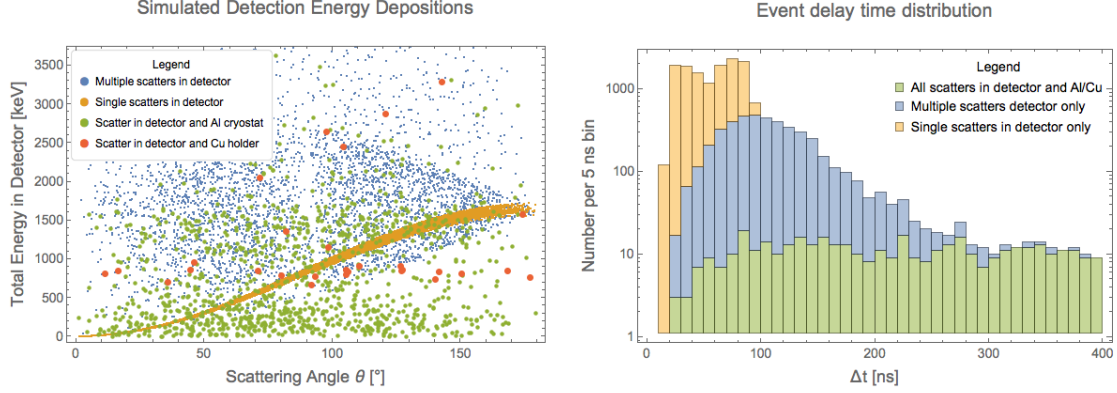 Simulated Detection Energy Depositions
Total Energy in Detector [keV]
3500
3000
2500
2000
1500
1000
500
0
Legend
Multiple scatters in detector
Single scatters in detector
Scatter in detector and Al cryostat
Scatter in detector and Cu holder
0 50 100 150
Scattering Angle θ [°]
Event delay time distribution
Number per 5 ns bin
1000
100
10
1
Legend
All scatters in detector and Al/Cu
Multiple scatters detector only
Single scatters in detector only
0 100 200 300 400
Δt [ns]